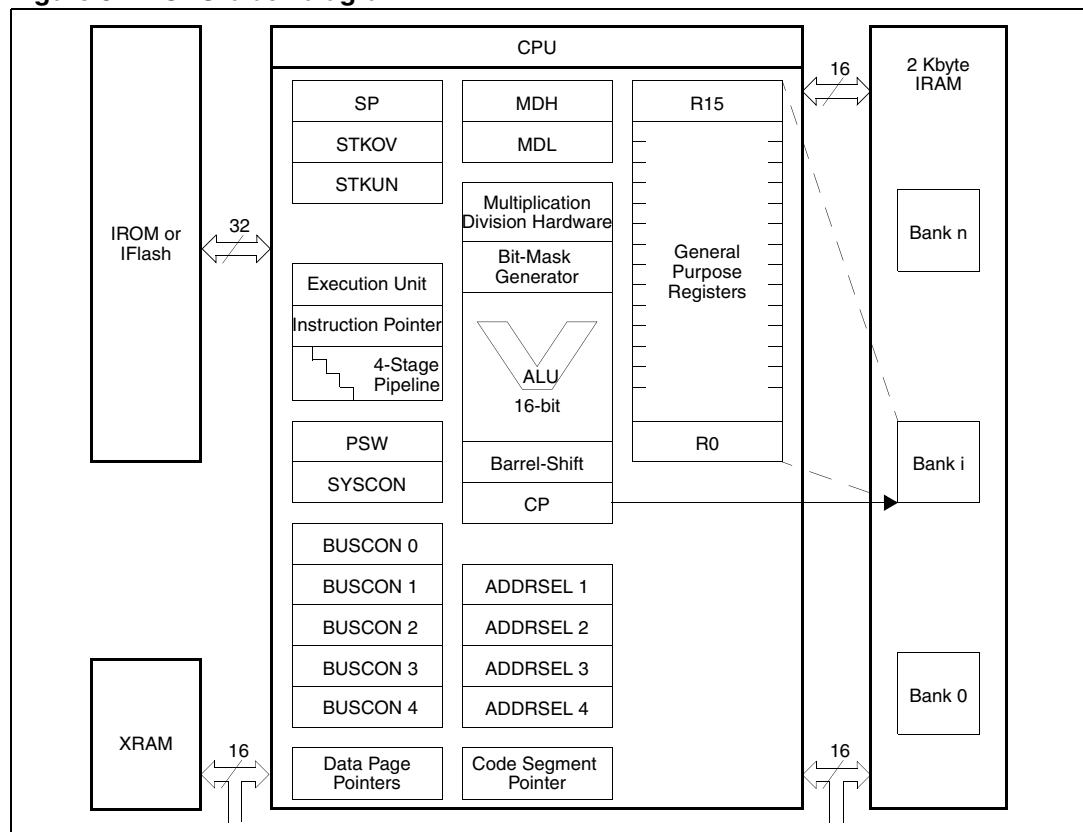 CPU
16
2 Kbyte
IRAM
SP
MDH
R15
STKOV
MDL
STKUN
Multiplication
Division Hardware
IROM or
IFlash
32
Bit-Mask
Generator
General
Purpose
Registers
Bank n
Execution Unit
Instruction Pointer
4-Stage
Pipeline
ALU
16-bit
PSW
SYSCON
Barrel-Shift
CP
R0
Bank i
BUSCON 0
BUSCON 1
ADDRSEL 1
BUSCON 2
ADDRSEL 2
BUSCON 3
ADDRSEL 3
BUSCON 4
ADDRSEL 4
Bank 0
XRAM
16
Data Page
Pointers
Code Segment
Pointer
16